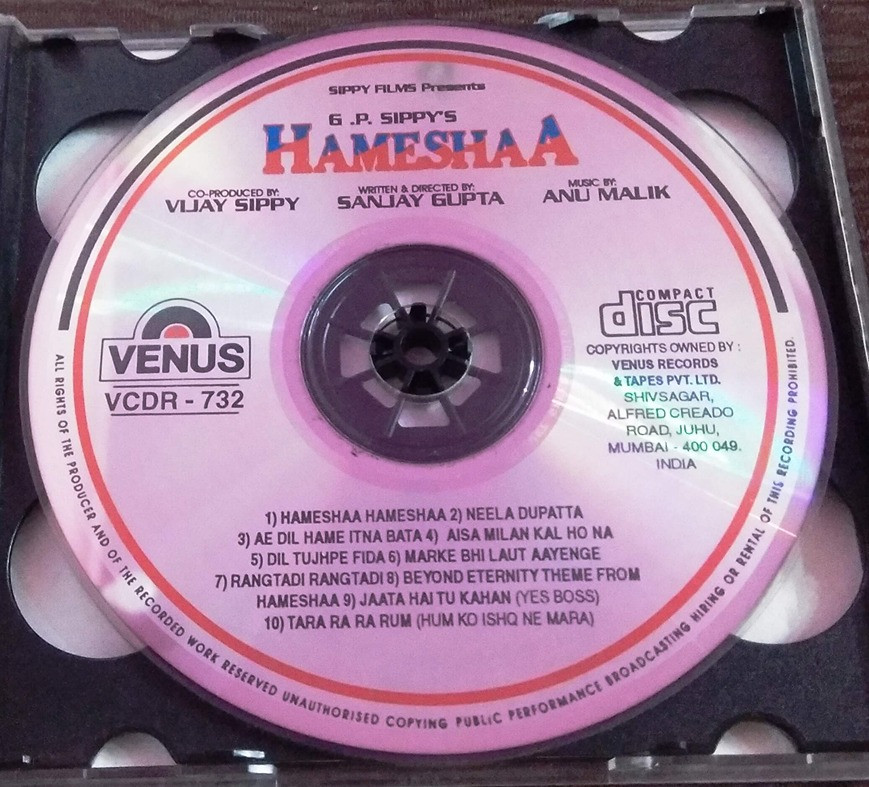 SIPPY FILMS Presents
G .P. SIPPY'S
HAMESHAA
CO-PRODUCED BY:
VIJAY SIPPY
WRITTEN & DIRECTED BY:
SANJAY GUPTA
MUSIC BY:
ANU MALIK
VENUS
VCDR - 732
COMPACT
disc
COPYRIGHTS OWNED BY :
VENUS RECORDS
& TAPES PVT. LTD.
SHIVSAGAR,
ALFRED CREADO
ROAD, JUHU,
MUMBAI - 400 049.
INDIA
1) HAMESHAA HAMESHAA 2) NEELA DUPATTA
3) AE DIL HAME ITNA BATA 4) AISA MILAN KAL HO NA
5) DIL TUJHPE FIDA 6) MARKE BHI LAUT AAYENGE
7) RANGTADI RANGTADI 8) BEYOND ETERNITY THEME FROM
HAMESHAA 9) JAATA HAI TU KAHAN (YES BOSS)
10) TARA RA RA RUM (HUM KO ISHQ NE MARA)
ALL RIGHTS OF THE PRODUCER AND OF THE RECORDED WORK RESERVED UNAUTHORISED COPYING PUBLIC PERFORMANCE BROADCASTING HIRING OR RENTAL OF THIS RECORDING PROHIBITED.